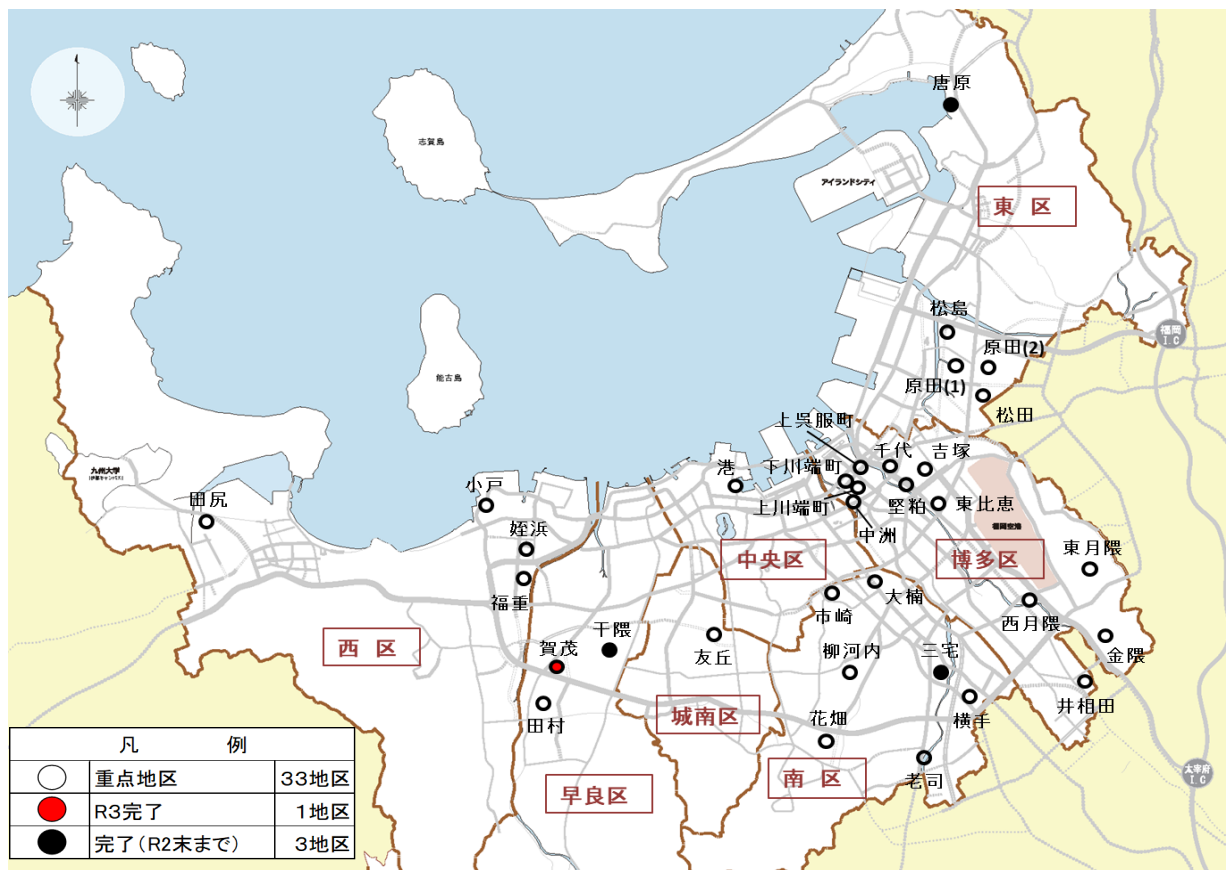 唐原
志賀島
アイランドシティ
東 区
松島
福岡
I.C
原田(2)
原田(1)
能古島
松田
上呉服町
千代
吉塚
下川端町
港
九州大学
小戸
上川端町
堅粕
東比恵
田尻
福岡空港
中洲
姪浜
中央区
博多区
東月隈
福重
大楠
市崎
西月隈
西 区
賀茂
干隈
友丘
柳河内
三宅
金隈
井相田
田村
城南区
花畑
横手
南 区
老司
太宰府
I.C
早良区
凡 例
重点地区 33地区
R3完了 1地区
完了(R2末まで) 3地区